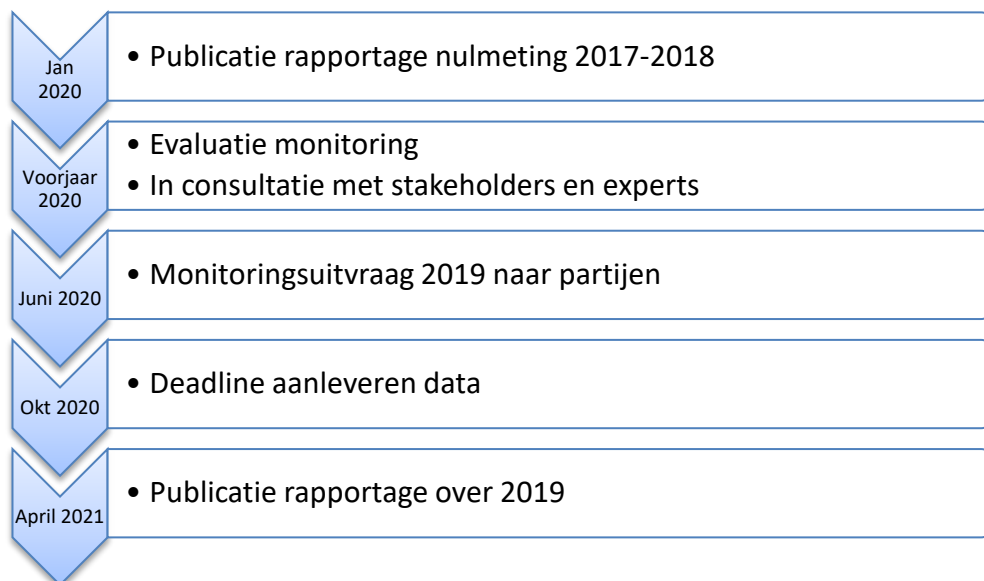 Jan
2020
• Publicatie rapportage nulmeting 2017-2018
Voorjaar
2020
• Evaluatie monitoring
• In consultatie met stakeholders en experts
Juni 2020
• Monitoringsuitvraag 2019 naar partijen
Okt 2020
• Deadline aanleveren data
April 2021
• Publicatie rapportage over 2019